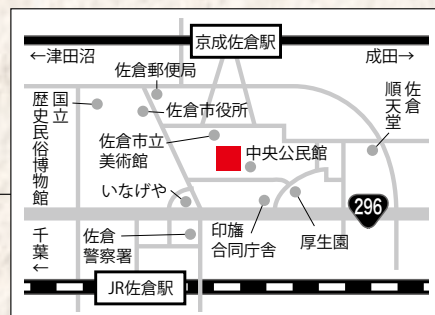 京成佐倉駅
←津田沼
成田→
佐倉郵便局
国立
歴史民俗博物館
佐倉市役所
佐倉
順天堂
佐倉市立
美術館
中央公民館
いなげや
296
千葉←
佐倉
警察署
印旛
合同庁舎
厚生園
JR佐倉駅